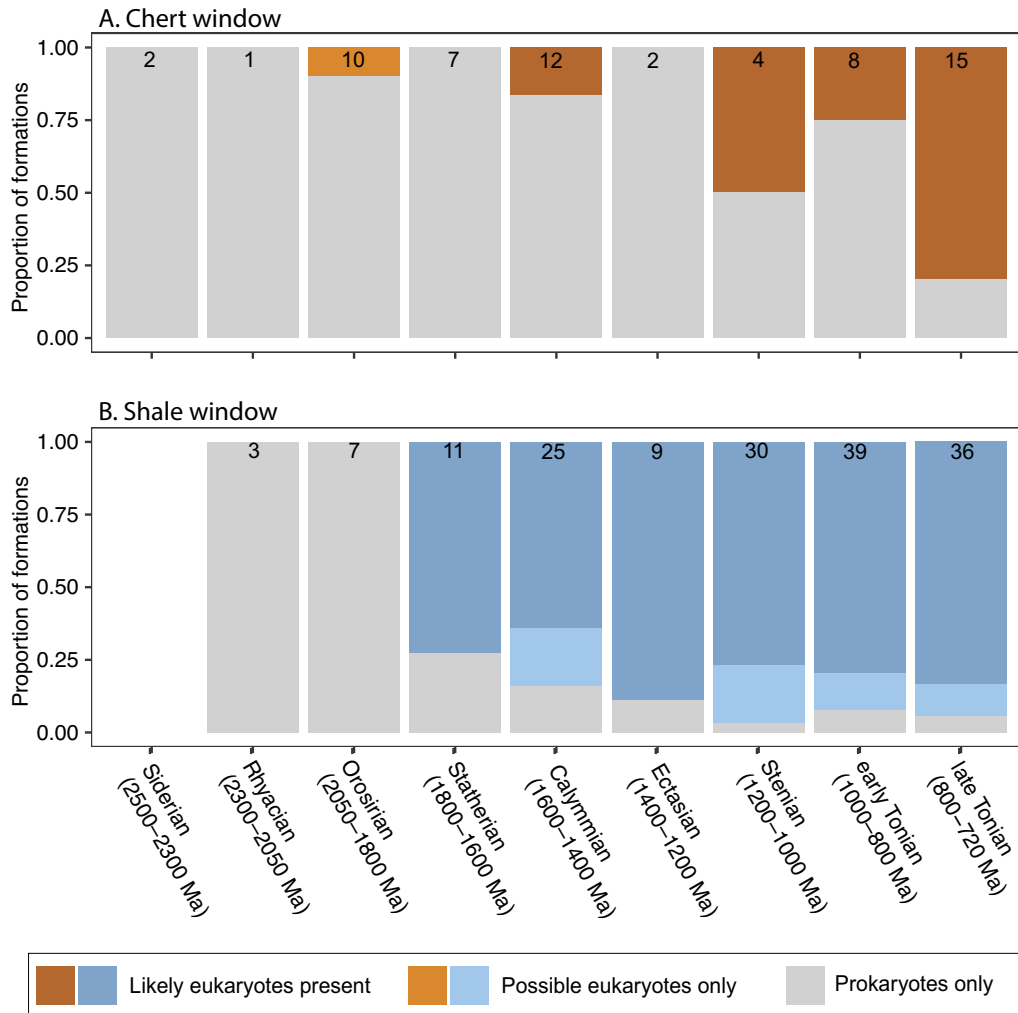 A. Chert window
Proportion of formations
1.00
0.75
0.50
0.25
0.00
2 1 10 7 12 2 4 8 15
B. Shale window
Proportion of formations
1.00
0.75
0.50
0.25
0.00
3 7 11 25 9 30 39 36
Siderian
(2500–2300 Ma)
Rhyacian
(2300–2050 Ma)
Orosirian
(2050–1800 Ma)
Statherian
(1800–1600 Ma)
Calymmian
(1600–1400 Ma)
Ectasian
(1400–1200 Ma)
Stenian
(1200–1000 Ma)
early Tonian
(1000–800 Ma)
late Tonian
(800–720 Ma)
Likely eukaryotes present
Possible eukaryotes only
Prokaryotes only